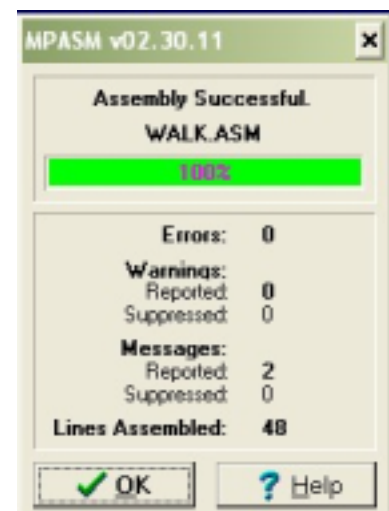 MPASM v02.30.11
Assembly Successful.
WALK.ASM
100%
Errors: 0
Warnings:
Reported: 0
Suppressed: 0
Messages:
Reported: 2
Suppressed: 0
Lines Assembled: 48
OK
? Help